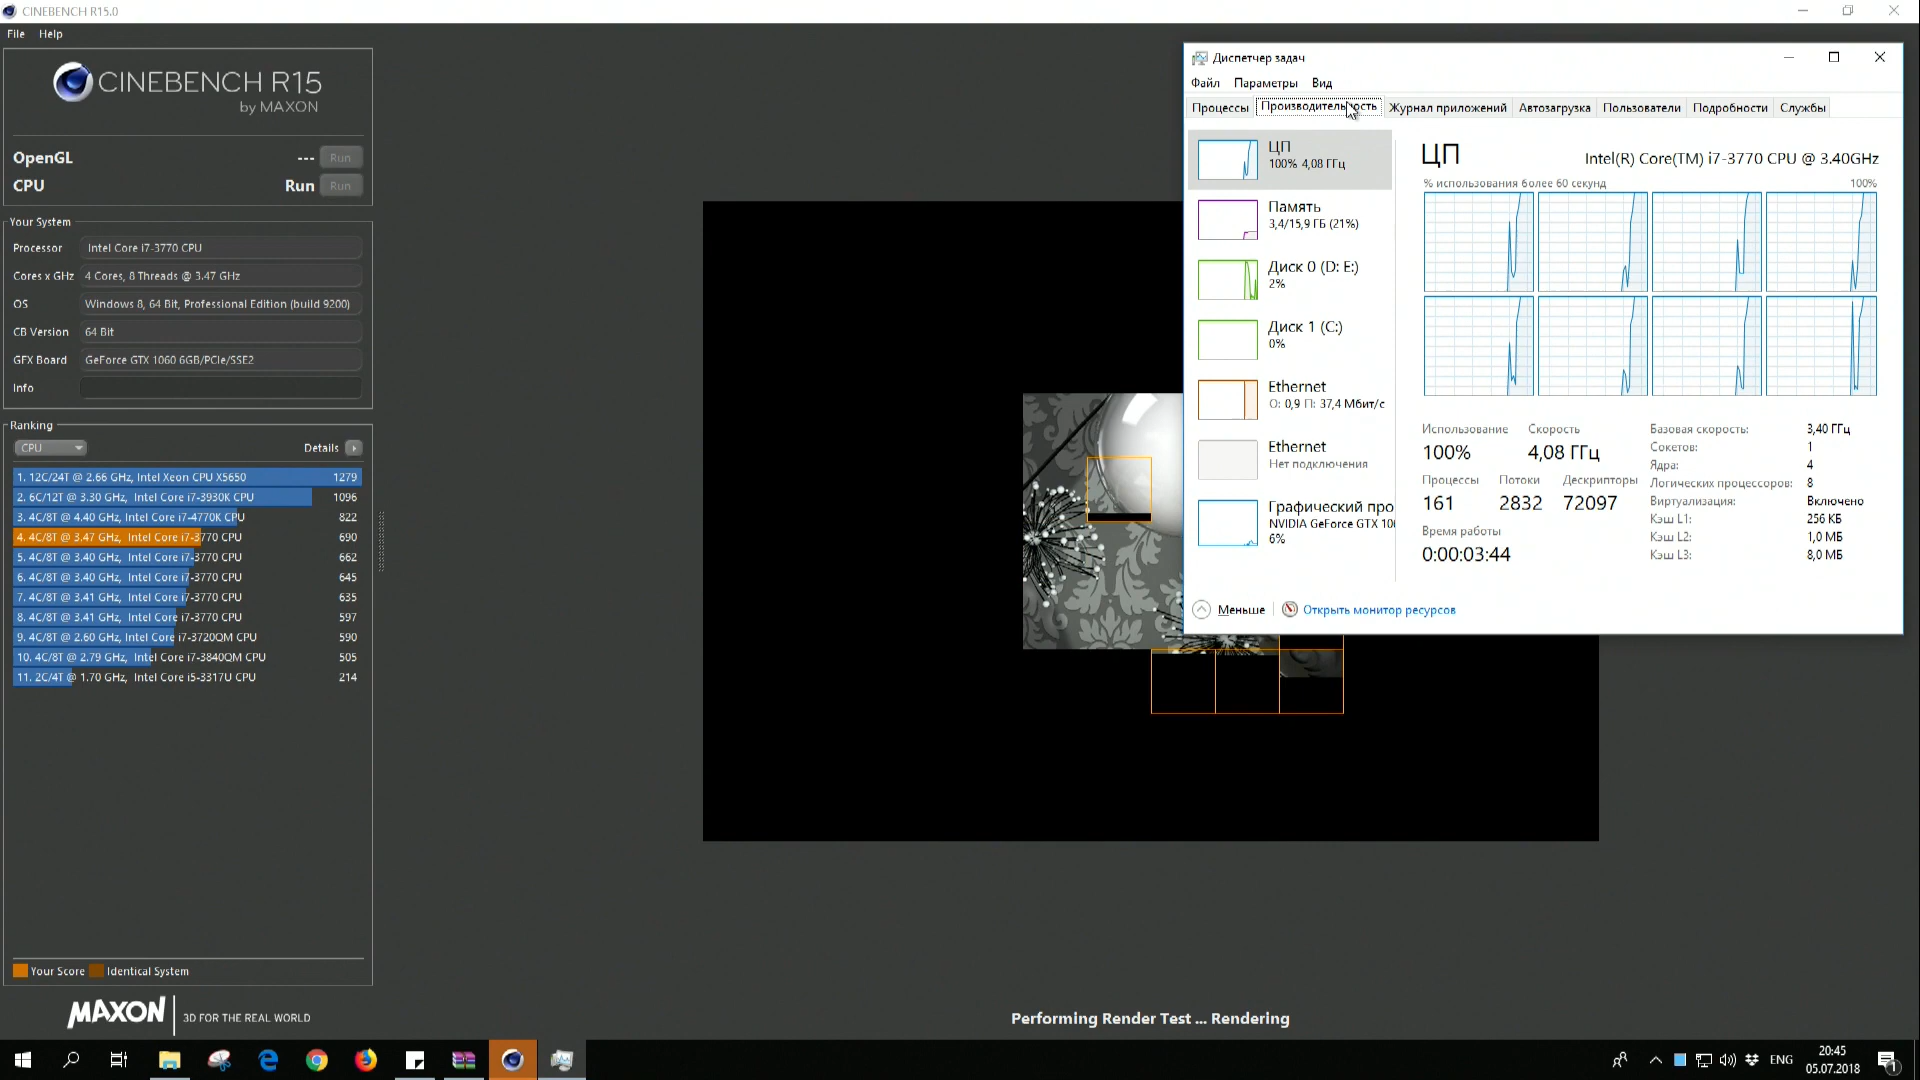 CINEBENCH R15.0
File Help
CINEBENCH R15
by MAXON
OpenGL --- Run
CPU Run Run
Your System
Processor Intel Core i7-3770 CPU
Cores x GHz 4 Cores, 8 Threads @ 3.47 GHz
OS Windows 8, 64 Bit, Professional Edition (build 9200)
CB Version 64 Bit
GFX Board GeForce GTX 1060 6GB/PCIe/SSE2
Info
Ranking
CPU Details
1. 12C/24T @ 2.66 GHz, Intel Xeon CPU X5650 1279
2. 6C/12T @ 3.30 GHz, Intel Core i7-3930K CPU 1096
3. 4C/8T @ 4.40 GHz, Intel Core i7-4770K CPU 822
4. 4C/8T @ 3.47 GHz, Intel Core i7-3770 CPU 690
5. 4C/8T @ 3.40 GHz, Intel Core i7-3770 CPU 662
6. 4C/8T @ 3.40 GHz, Intel Core i7-3770 CPU 645
7. 4C/8T @ 3.41 GHz, Intel Core i7-3770 CPU 635
8. 4C/8T @ 3.41 GHz, Intel Core i7-3770 CPU 597
9. 4C/8T @ 2.60 GHz, Intel Core i7-3720QM CPU 590
10. 4C/8T @ 2.79 GHz, Intel Core i7-3840QM CPU 505
11. 2C/4T @ 1.70 GHz, Intel Core i5-3317U CPU 214
Your Score Identical System
MAXON 3D FOR THE REAL WORLD
Performing Render Test ... Rendering
Диспетчер задач
Файл Параметры Вид
Процессы Производительность Журнал приложений Автозагрузка Пользователи Подробности Службы
ЦП
100% 4,08 ГГц
Память
3,4/15,9 ГБ (21%)
Диск 0 (D: E:)
2%
Диск 1 (C:)
0%
Ethernet
О: 0,9 П: 37,4 Мбит/с
Ethernet
Нет подключения
Графический про
NVIDIA GeForce GTX 10
6%
ЦП Intel(R) Core(TM) i7-3770 CPU @ 3.40GHz
% использования более 60 секунд 100%
Использование Скорость
100% 4,08 ГГц
Процессы Потоки Дескрипторы
161 2832 72097
Время работы
0:00:03:44
Базовая скорость: 3,40 ГГц
Сокетов: 1
Ядра: 4
Логических процессоров: 8
Виртуализация: Включено
Кэш L1: 256 КБ
Кэш L2: 1,0 МБ
Кэш L3: 8,0 МБ
Меньше Открыть монитор ресурсов
ENG
20:45
05.07.2018
1